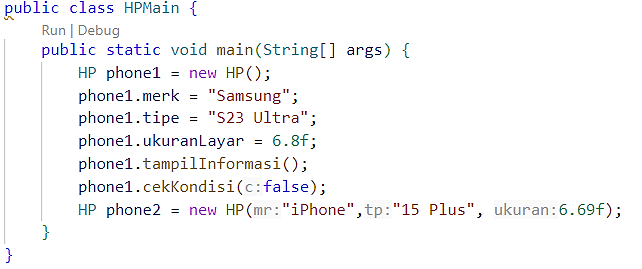 public class HPMain {
Run | Debug
public static void main(String[] args) {
HP phone1 = new HP();
phone1.merk = "Samsung";
phone1.tipe = "S23 Ultra";
phone1.ukuranLayar = 6.8f;
phone1.tampilInformasi();
phone1.cekKondisi(c:false);
HP phone2 = new HP(mr:"iPhone",tp:"15 Plus", ukuran:6.69f);
}
}